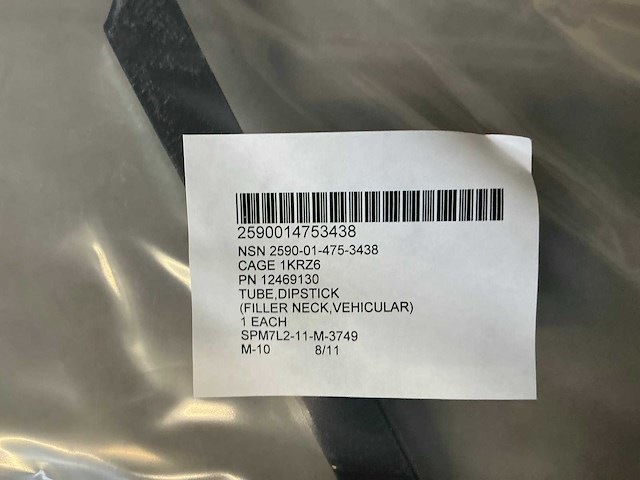 2590014753438
NSN 2590-01-475-3438
CAGE 1KRZ6
PN 12469130
TUBE,DIPSTICK
(FILLER NECK,VEHICULAR)
1 EACH
SPM7L2-11-M-3749
M-10 8/11